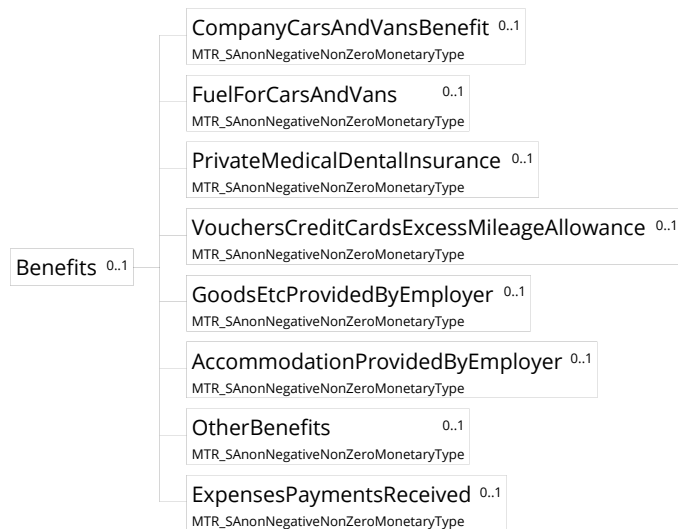 CompanyCarsAndVansBenefit 0..1
MTR_SAnonNegativeNonZeroMonetaryType
FuelForCarsAndVans 0..1
MTR_SAnonNegativeNonZeroMonetaryType
PrivateMedicalDentalInsurance 0..1
MTR_SAnonNegativeNonZeroMonetaryType
VouchersCreditCardsExcessMileageAllowance 0..1
MTR_SAnonNegativeNonZeroMonetaryType
Benefits 0..1
GoodsEtcProvidedByEmployer 0..1
MTR_SAnonNegativeNonZeroMonetaryType
AccommodationProvidedByEmployer 0..1
MTR_SAnonNegativeNonZeroMonetaryType
OtherBenefits 0..1
MTR_SAnonNegativeNonZeroMonetaryType
ExpensesPaymentsReceived 0..1
MTR_SAnonNegativeNonZeroMonetaryType